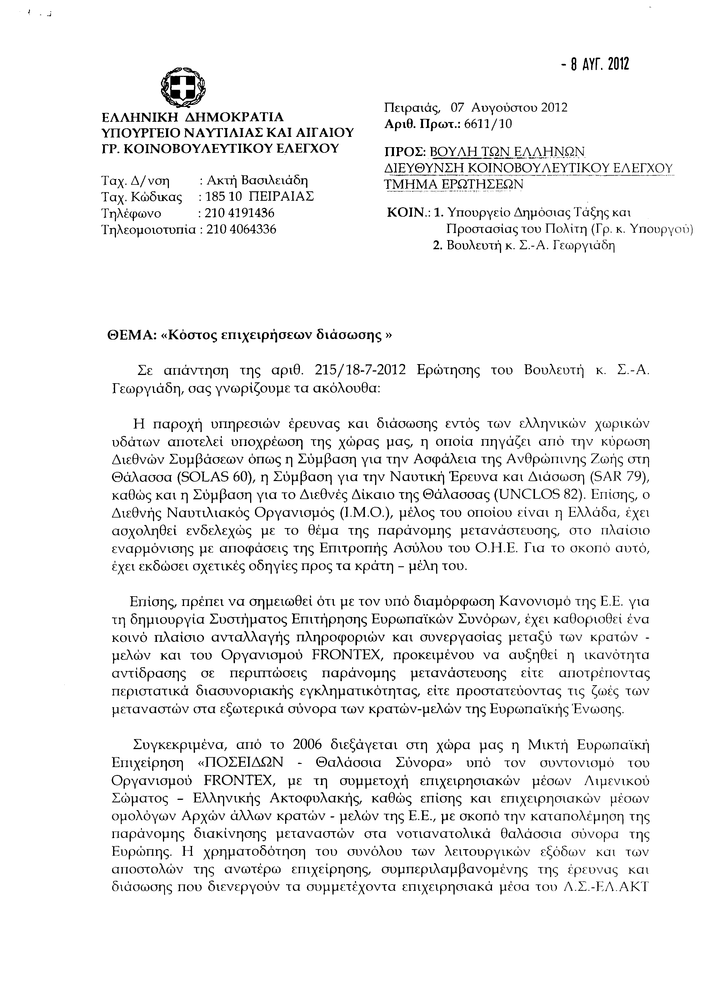 - 8 ΑΥΓ. 2012
ΕΛΛΗΝΙΚΗ ΔΗΜΟΚΡΑΤΙΑ
ΥΠΟΥΡΓΕΙΟ ΝΑΥΤΙΛΙΑΣ ΚΑΙ ΑΙΓΑΙΟΥ
ΓΡ. ΚΟΙΝΟΒΟΥΛΕΥΤΙΚΟΥ ΕΛΕΓΧΟΥ
Ταχ. Δ/νση : Ακτή Βασιλειάδη
Ταχ. Κώδικας : 185 10 ΠΕΙΡΑΙΑΣ
Τηλέφωνο : 210 4191436
Τηλεομοιοτυπία : 210 4064336
Πειραιάς, 07 Αυγούστου 2012
Αριθ. Πρωτ.: 6611/10
ΠΡΟΣ: ΒΟΥΛΗ ΤΩΝ ΕΛΛΗΝΩΝ
ΔΙΕΥΘΥΝΣΗ ΚΟΙΝΟΒΟΥΛΕΥΤΙΚΟΥ ΕΛΕΓΧΟΥ
ΤΜΗΜΑ ΕΡΩΤΗΣΕΩΝ
ΚΟΙΝ.: 1. Υπουργείο Δημόσιας Τάξης και
Προστασίας του Πολίτη (Γρ. κ. Υπουργού)
2. Βουλευτή κ. Σ.-Α. Γεωργιάδη
ΘΕΜΑ: «Κόστος επιχειρήσεων διάσωσης »
Σε απάντηση της αριθ. 215/18-7-2012 Ερώτησης του Βουλευτή κ. Σ.-Α.
Γεωργιάδη, σας γνωρίζουμε τα ακόλουθα:
Η παροχή υπηρεσιών έρευνας και διάσωσης εντός των ελληνικών χωρικών
υδάτων αποτελεί υποχρέωση της χώρας μας, η οποία πηγάζει από την κύρωση
Διεθνών Συμβάσεων όπως η Σύμβαση για την Ασφάλεια της Ανθρώπινης Ζωής στη
Θάλασσα (SOLAS 60), η Σύμβαση για την Ναυτική Έρευνα και Διάσωση (SAR 79),
καθώς και η Σύμβαση για το Διεθνές Δίκαιο της Θάλασσας (UNCLOS 82). Επίσης, ο
Διεθνής Ναυτιλιακός Οργανισμός (Ι.Μ.Ο.), μέλος του οποίου είναι η Ελλάδα, έχει
ασχοληθεί ενδελεχώς με το θέμα της παράνομης μετανάστευσης, στο πλαίσιο
εναρμόνισης με αποφάσεις της Επιτροπής Ασύλου του Ο.Η.Ε. Για το σκοπό αυτό,
έχει εκδώσει σχετικές οδηγίες προς τα κράτη – μέλη του.
Επίσης, πρέπει να σημειωθεί ότι με τον υπό διαμόρφωση Κανονισμό της Ε.Ε. για
τη δημιουργία Συστήματος Επιτήρησης Ευρωπαϊκών Συνόρων, έχει καθορισθεί ένα
κοινό πλαίσιο ανταλλαγής πληροφοριών και συνεργασίας μεταξύ των κρατών -
μελών και του Οργανισμού FRONTEX, προκειμένου να αυξηθεί η ικανότητα
αντίδρασης σε περιπτώσεις παράνομης μετανάστευσης είτε αποτρέποντας
περιστατικά διασυνοριακής εγκληματικότητας, είτε προστατεύοντας τις ζωές των
μεταναστών στα εξωτερικά σύνορα των κρατών-μελών της Ευρωπαϊκής Ένωσης.
Συγκεκριμένα, από το 2006 διεξάγεται στη χώρα μας η Μικτή Ευρωπαϊκή
Επιχείρηση «ΠΟΣΕΙΔΩΝ - Θαλάσσια Σύνορα» υπό τον συντονισμό του
Οργανισμού FRONTEX, με τη συμμετοχή επιχειρησιακών μέσων Λιμενικού
Σώματος – Ελληνικής Ακτοφυλακής, καθώς επίσης και επιχειρησιακών μέσων
ομολόγων Αρχών άλλων κρατών - μελών της Ε.Ε., με σκοπό την καταπολέμηση της
παράνομης διακίνησης μεταναστών στα νοτιανατολικά θαλάσσια σύνορα της
Ευρώπης. Η χρηματοδότηση του συνόλου των λειτουργικών εξόδων και των
αποστολών της ανωτέρω επιχείρησης, συμπεριλαμβανομένης της έρευνας και
διάσωσης που διενεργούν τα συμμετέχοντα επιχειρησιακά μέσα του Λ.Σ.-ΕΛ.ΑΚΤ